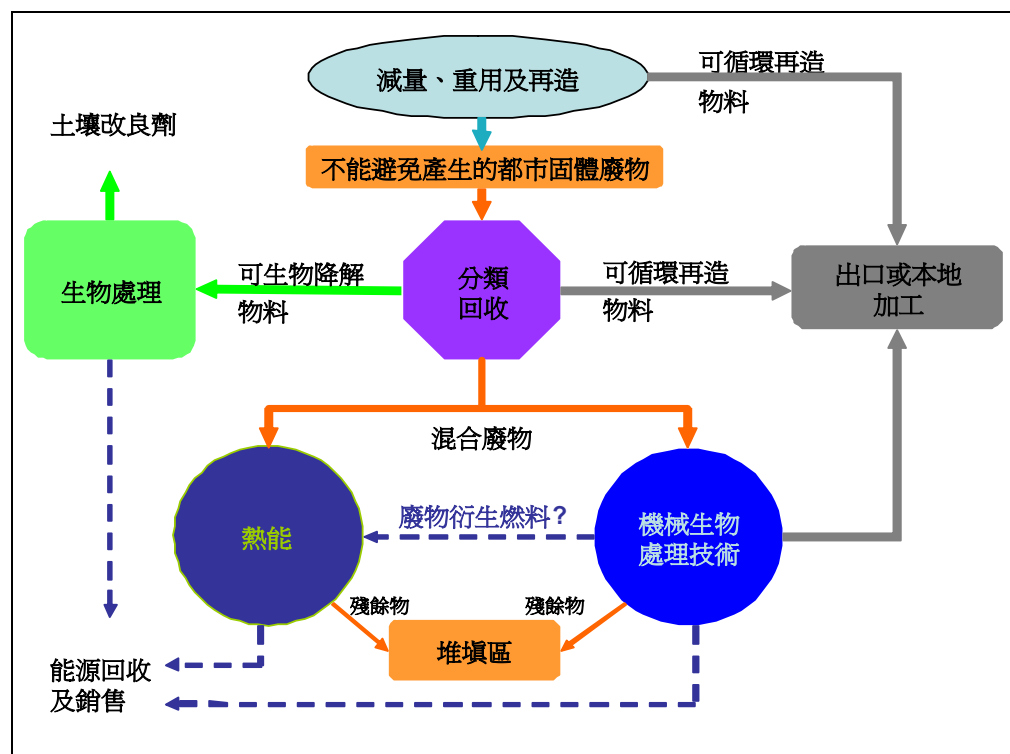 減量、重用及再造
可循環再造
物料
土壤改良劑
不能避免產生的都市固體廢物
生物處理
可生物降解
物料
分類
回收
可循環再造
物料
出口或本地
加工
混合廢物
熱能
廢物衍生燃料？
機械生物
處理技術
殘餘物
殘餘物
堆塡區
能源回收
及銷售